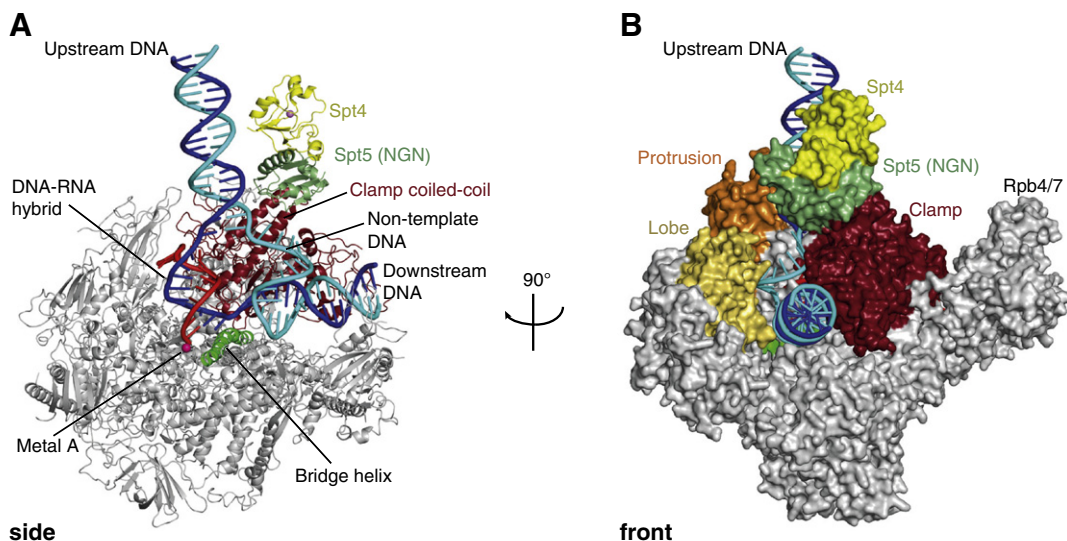 A
Upstream DNA
Spt4
Spt5 (NGN)
Clamp coiled-coil
DNA-RNA
hybrid
Non-template
DNA
Downstream
DNA
Metal A
Bridge helix
side
90°
B
Upstream DNA
Spt4
Protrusion
Spt5 (NGN)
Rpb4/7
Clamp
Lobe
front